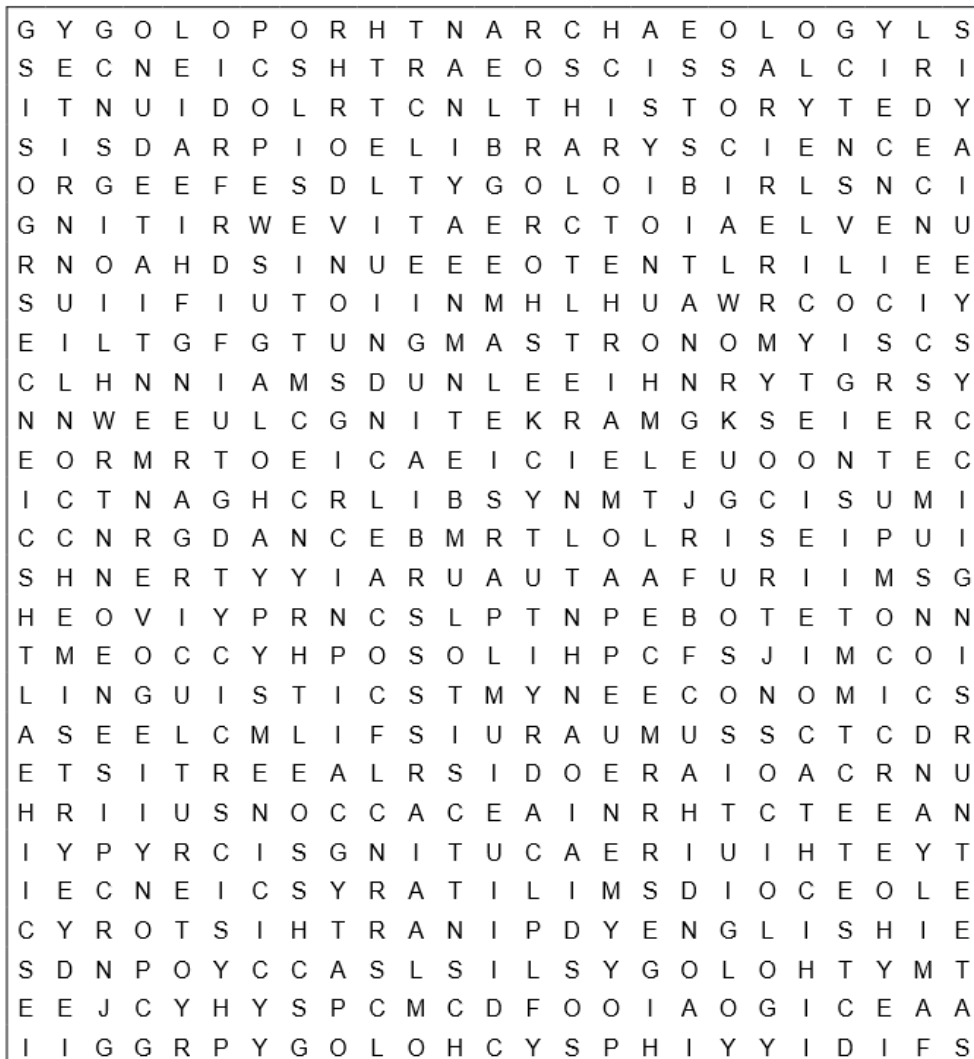 G Y G O L O P O R H T N A R C H A E O L O G Y L S
S E C N E I C S H T R A E O S C I S S A L C I R I
I T N U I D O L R T C N L T H I S T O R Y T E D Y
S I S D A R P I O E L I B R A R Y S C I E N C E A
O R G E E F E S D L T Y G O L O I B I R L S N C I
G N I T I R W E V I T A E R C T O I A E L V E N U
R N O A H D S I N U E E E O T E N T L R I L I E E
S U I I F I U T O I I N M H L H U A W R C O C I Y
E I L T G F G T U N G M A S T R O N O M Y I S C S
C L H N N I A M S D U N L E E I H N R Y T G R S Y
N N W E E U L C G N I T E K R A M G K S E I E R C
E O R M R T O E I C A E I C I E L E U O O N T E C
I C T N A G H C R L I B S Y N M T J G C I S U M I
C C N R G D A N C E B M R T L O L R I S E I P U I
S H N E R T Y Y I A R U A U T A A F U R I I M S G
H E O V I Y P R N C S L P T N P E B O T E T O N N
T M E O C C Y H P O S O L I H P C F S J I M C O I
L I N G U I S T I C S T M Y N E E C O N O M I C S
A S E E L C M L I F S I U R A U M U S S C T C D R
E T S I T R E E A L R S I D O E R A I O A C R N U
H R I I U S N O C C A C E A I N R H T C T E E A N
I Y P Y R C I S G N I T U C A E R I U I H T E Y T
I E C N E I C S Y R A T I L I M S D I O C E O L E
C Y R O T S I H T R A N I P D Y E N G L I S H I E
S D N P O Y C C A S L S I L S Y G O L O H T Y M T
E E J C Y H Y S P C M C D F O O I A O G I C E A A
I I G G R P Y G O L O H C Y S P H I Y Y I D I F S